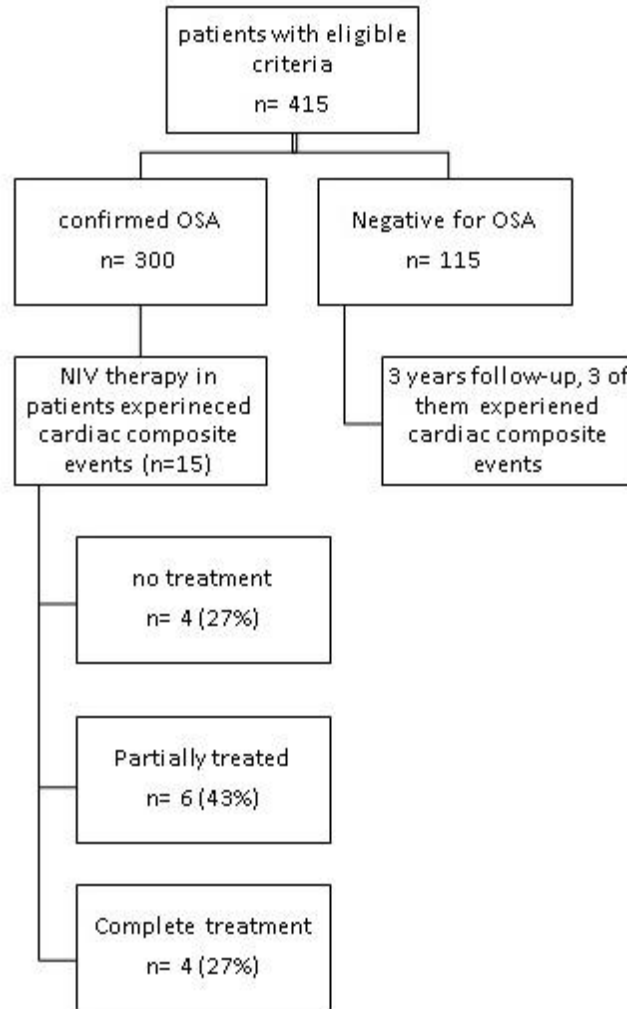 patients with eligible
criteria
n= 415
confirmed OSA
n= 300
Negative for OSA
n= 115
NIV therapy in
patients experineced
cardiac composite
events (n=15)
3 years follow-up, 3 of
them experiened
cardiac composite
events
no treatment
n= 4 (27%)
Partially treated
n= 6 (43%)
Complete treatment
n= 4 (27%)